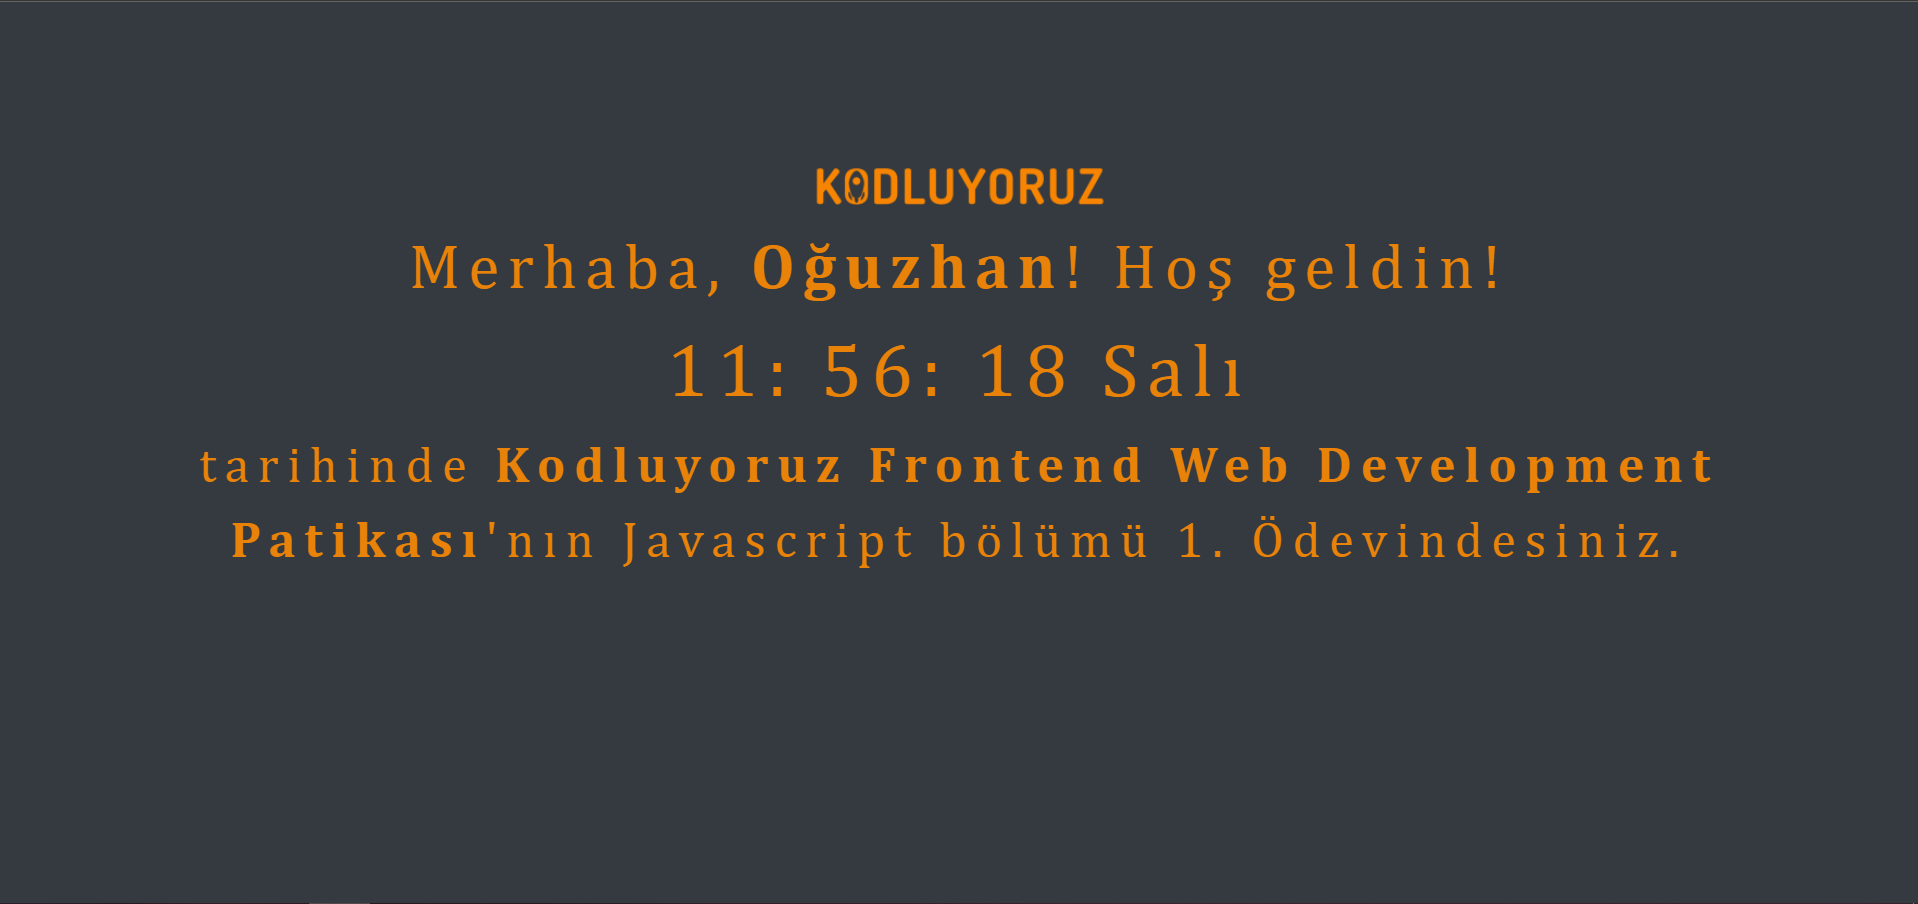 KODLUYORUZ
Merhaba, Oğuzhan! Hoş geldin!
11: 56: 18 Salı
tarihinde Kodluyoruz Frontend Web Development
Patikası'nın Javascript bölümü 1. Ödevindesiniz.